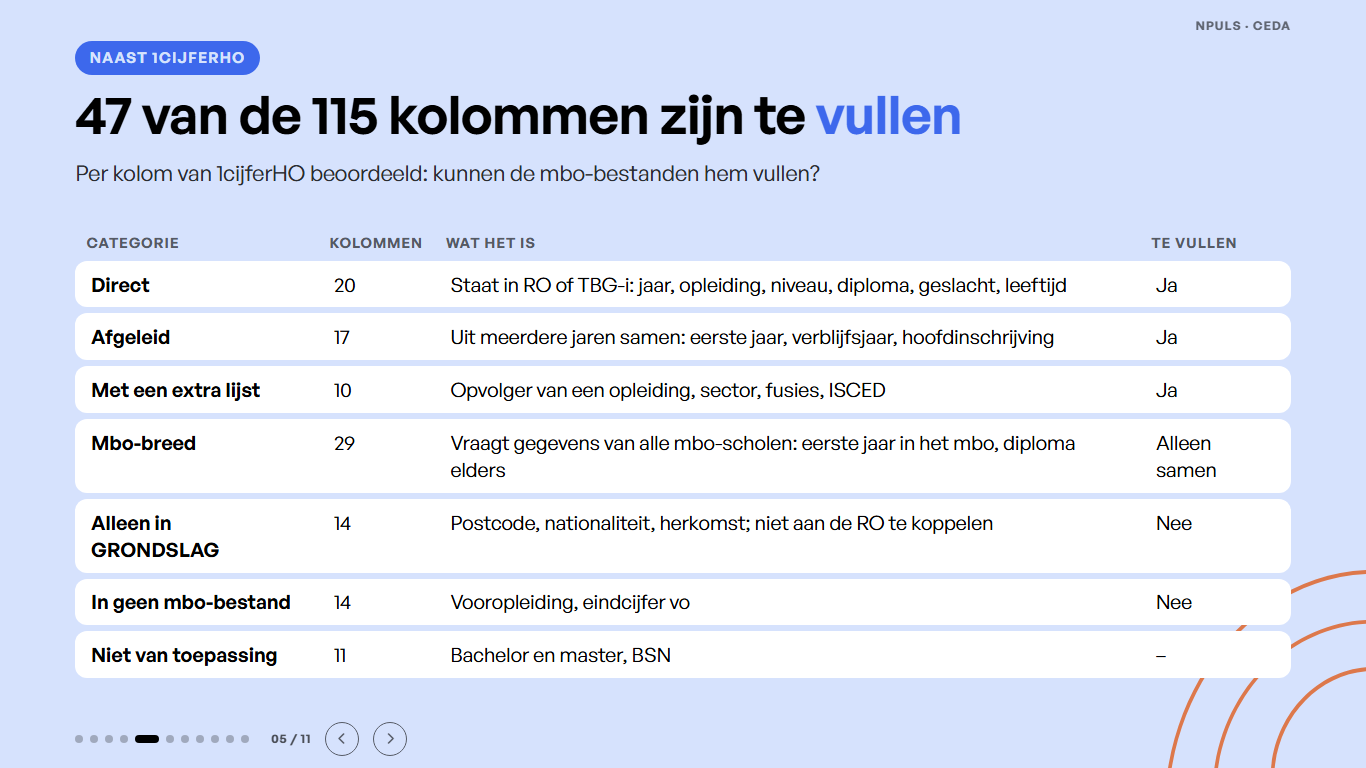 NPULS · CEDA
NAAST 1CIJFERHO
47 van de 115 kolommen zijn te vullen
Per kolom van 1cijferHO beoordeeld: kunnen de mbo-bestanden hem vullen?
CATEGORIE KOLOMMEN WAT HET IS TE VULLEN
Direct 20 Staat in RO of TBG-i: jaar, opleiding, niveau, diploma, geslacht, leeftijd Ja
Afgeleid 17 Uit meerdere jaren samen: eerste jaar, verblijfsjaar, hoofdinschrijving Ja
Met een extra lijst 10 Opvolger van een opleiding, sector, fusies, ISCED Ja
Mbo-breed 29 Vraagt gegevens van alle mbo-scholen: eerste jaar in het mbo, diploma Alleen
elders samen
Alleen in 14 Postcode, nationaliteit, herkomst; niet aan de RO te koppelen Nee
GRONDSLAG
In geen mbo-bestand 14 Vooropleiding, eindcijfer vo Nee
Niet van toepassing 11 Bachelor en master, BSN –
05 / 11